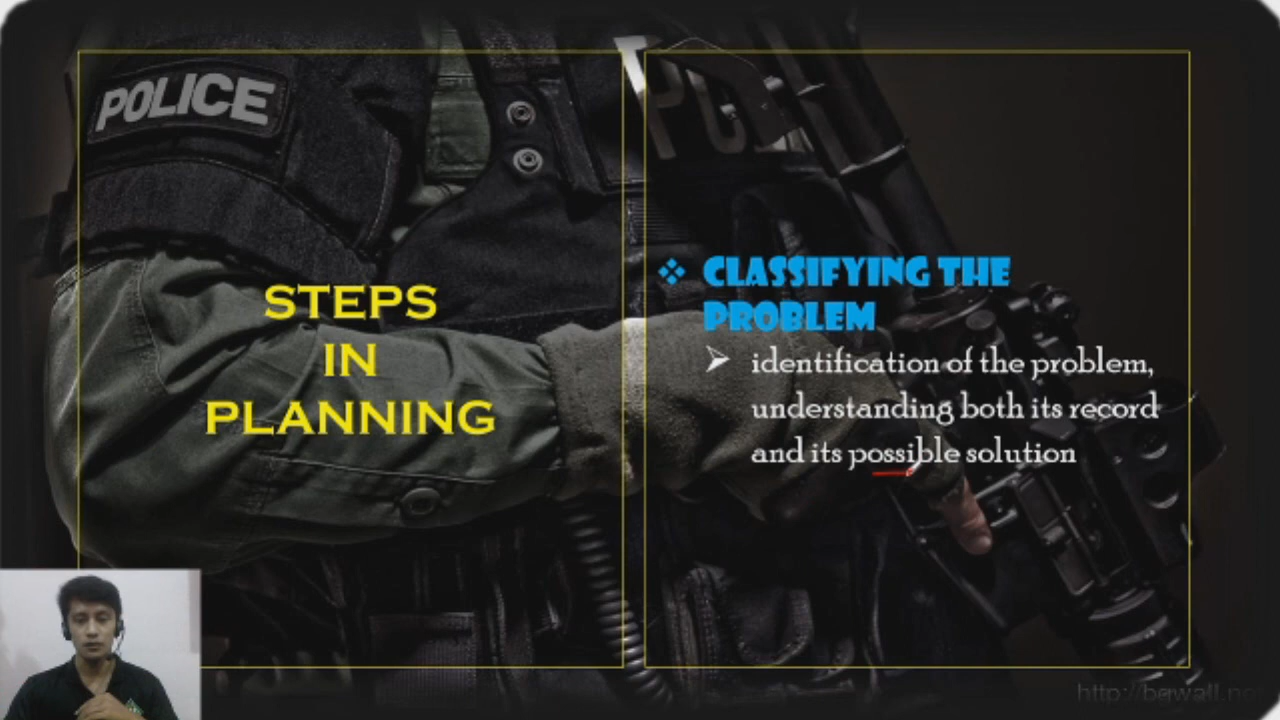 POLICE
STEPS
IN
PLANNING
CLASSIFYING THE
PROBLEM
identification of the problem,
understanding both its record
and its possible solution